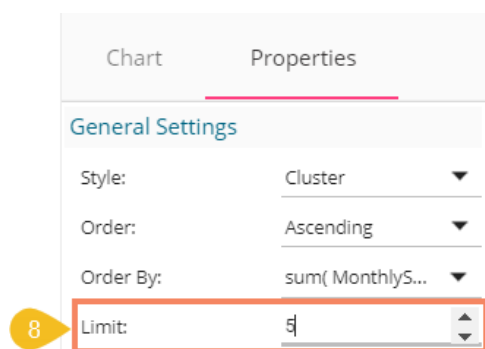 Chart Properties
General Settings
Style: Cluster
Order: Ascending
Order By: sum( MonthlyS...
8 Limit: 5